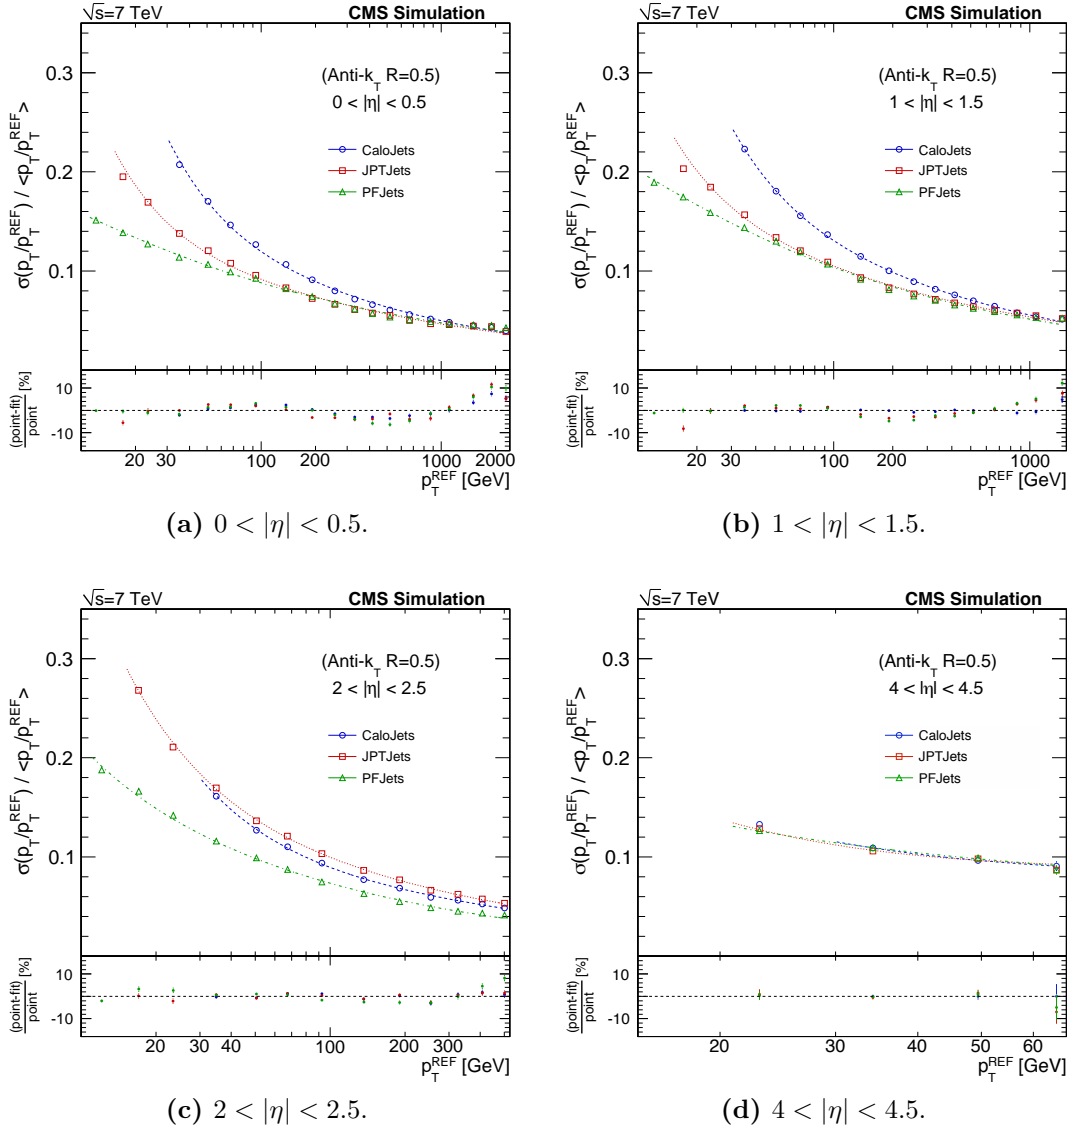 √s=7 TeV CMS Simulation
σ(p_T/p_T^REF) / <p_T/p_T^REF>
0.3
0.2
0.1
(Anti-k_T R=0.5)
0 < |η| < 0.5
CaloJets
JPTJets
PFJets
(point-fit)/point [%]
10
-10
20 30 100 200 1000 2000
p_T^REF [GeV]
(a) 0 < |η| < 0.5.
√s=7 TeV CMS Simulation
σ(p_T/p_T^REF) / <p_T/p_T^REF>
0.3
0.2
0.1
(Anti-k_T R=0.5)
1 < |η| < 1.5
CaloJets
JPTJets
PFJets
(point-fit)/point [%]
10
-10
20 30 100 200 1000
p_T^REF [GeV]
(b) 1 < |η| < 1.5.
√s=7 TeV CMS Simulation
σ(p_T/p_T^REF) / <p_T/p_T^REF>
0.3
0.2
0.1
(Anti-k_T R=0.5)
2 < |η| < 2.5
CaloJets
JPTJets
PFJets
(point-fit)/point [%]
10
-10
20 30 40 100 200 300
p_T^REF [GeV]
(c) 2 < |η| < 2.5.
√s=7 TeV CMS Simulation
σ(p_T/p_T^REF) / <p_T/p_T^REF>
0.3
0.2
0.1
(Anti-k_T R=0.5)
4 < |η| < 4.5
CaloJets
JPTJets
PFJets
(point-fit)/point [%]
10
-10
20 30 40 50 60
p_T^REF [GeV]
(d) 4 < |η| < 4.5.